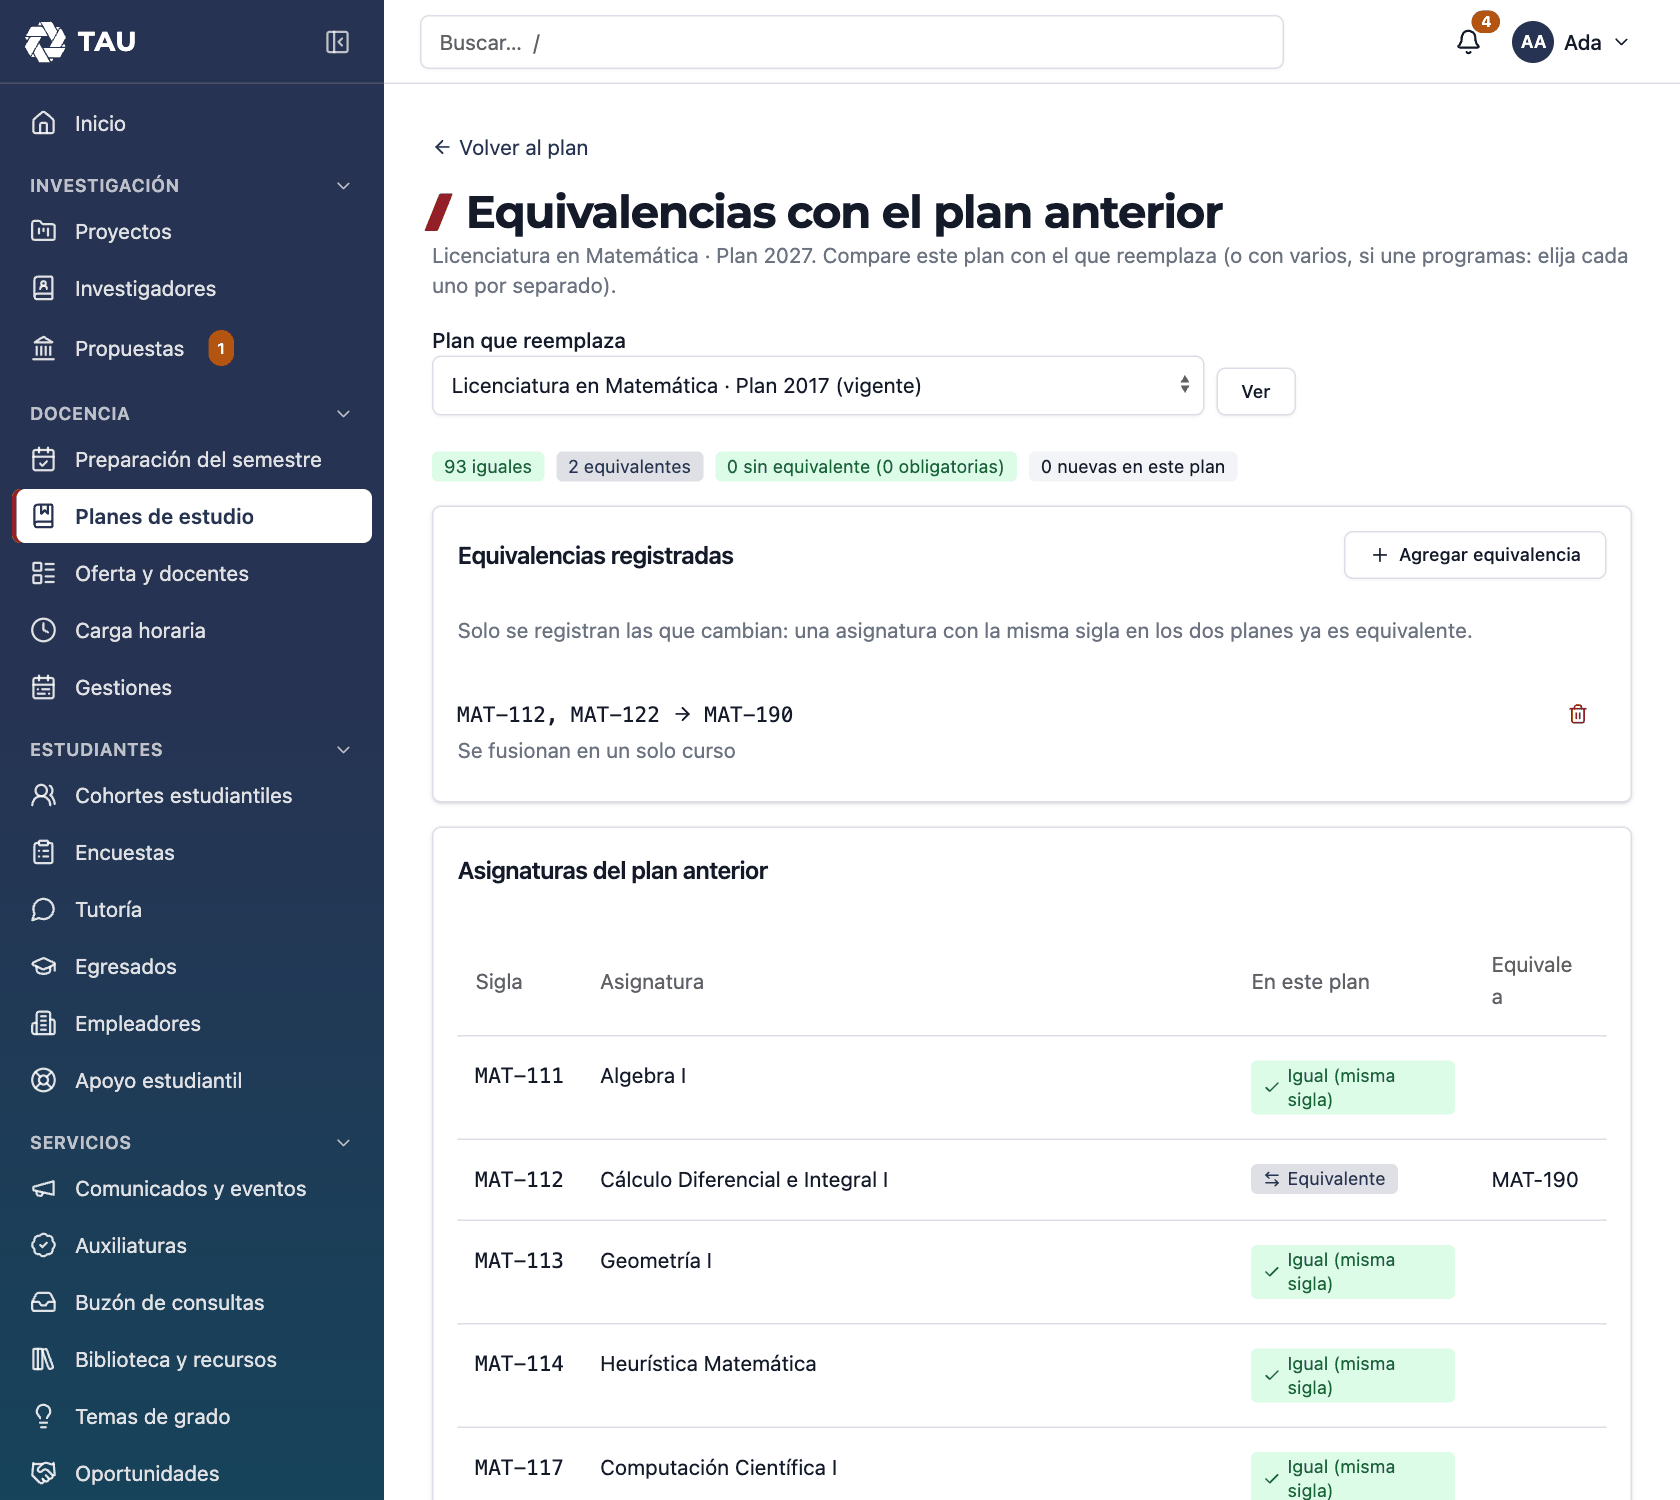 TAU
Buscar... /
4
AA
Ada
Inicio
INVESTIGACIÓN
Proyectos
Investigadores
Propuestas
1
DOCENCIA
Preparación del semestre
Planes de estudio
Oferta y docentes
Carga horaria
Gestiones
ESTUDIANTES
Cohortes estudiantiles
Encuestas
Tutoría
Egresados
Empleadores
Apoyo estudiantil
SERVICIOS
Comunicados y eventos
Auxiliaturas
Buzón de consultas
Biblioteca y recursos
Temas de grado
Oportunidades
← Volver al plan
Equivalencias con el plan anterior
Licenciatura en Matemática · Plan 2027. Compare este plan con el que reemplaza (o con varios, si une programas: elija cada
uno por separado).
Plan que reemplaza
Licenciatura en Matemática · Plan 2017 (vigente)
Ver
93 iguales
2 equivalentes
0 sin equivalente (0 obligatorias)
0 nuevas en este plan
Equivalencias registradas
+ Agregar equivalencia
Solo se registran las que cambian: una asignatura con la misma sigla en los dos planes ya es equivalente.
MAT-112, MAT-122 → MAT-190
Se fusionan en un solo curso
Asignaturas del plan anterior
Sigla
Asignatura
En este plan
Equivale
a
MAT-111
Algebra I
Igual (misma
sigla)
MAT-112
Cálculo Diferencial e Integral I
Equivalente
MAT-190
MAT-113
Geometría I
Igual (misma
sigla)
MAT-114
Heurística Matemática
Igual (misma
sigla)
MAT-117
Computación Científica I
Igual (misma
sigla)